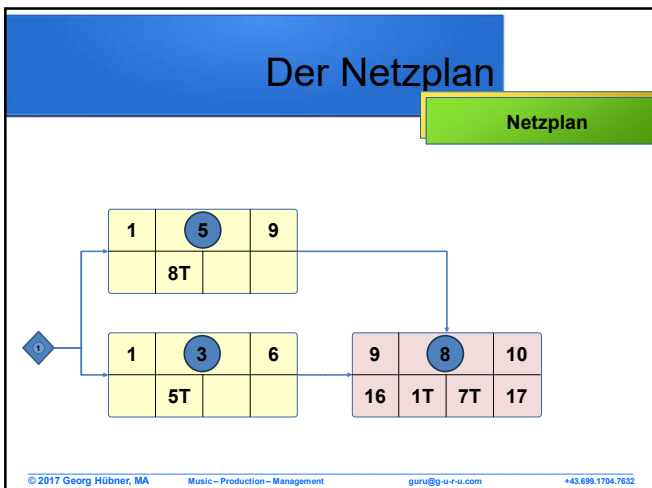 Der Netzplan
Netzplan
1 5 9
8T
1
1 3 6
5T
9 8 10
16 1T 7T 17
© 2017 Georg Hübner, MA Music – Production – Management guru@g-u-r-u.com +43.699.1704.7632